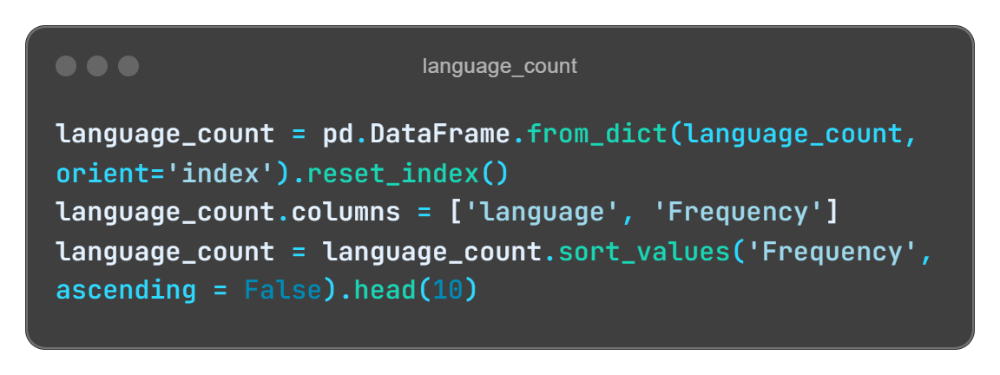 language_count
language_count = pd.DataFrame.from_dict(language_count,
orient='index').reset_index()
language_count.columns = ['language', 'Frequency']
language_count = language_count.sort_values('Frequency',
ascending = False).head(10)